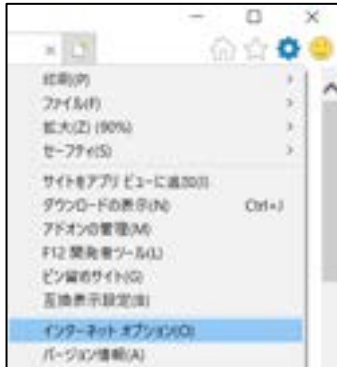 印刷(P)
ファイル(F)
拡大(Z) (90%)
セーフティ(S)
サイトをアプリ ビューに追加(I)
ダウンロードの表示(N) Ctrl+J
アドオンの管理(M)
F12 開発者ツール(L)
ピン留めサイト(G)
互換表示設定(B)
インターネット オプション(O)
バージョン情報(A)